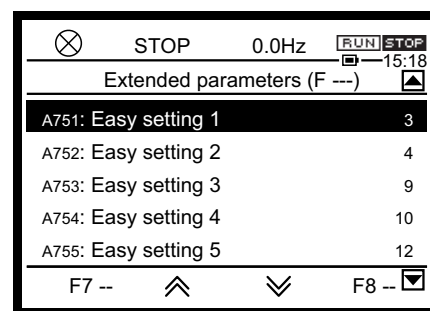 STOP 0.0Hz RUN STOP
15:18
Extended parameters (F ---)
A751: Easy setting 1 3
A752: Easy setting 2 4
A753: Easy setting 3 9
A754: Easy setting 4 10
A755: Easy setting 5 12
F7 -- F8 --